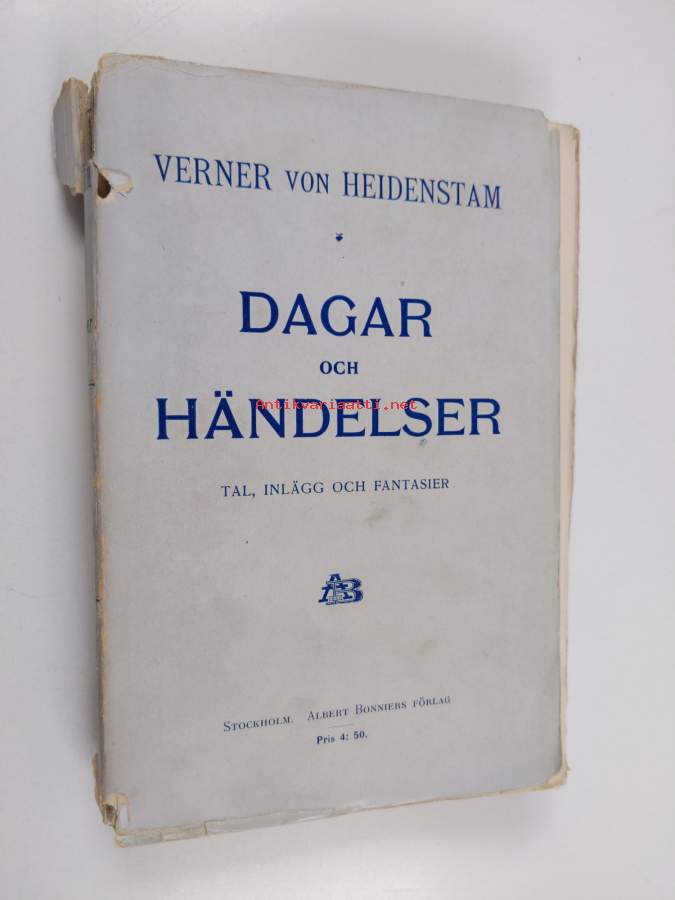 VERNER VON HEIDENSTAM
DAGAR
OCH
HÄNDELSER
Antikvariaatti.net
TAL, INLÄGG OCH FANTASIER
STOCKHOLM. ALBERT BONNIERS FÖRLAG
Pris 4: 50.